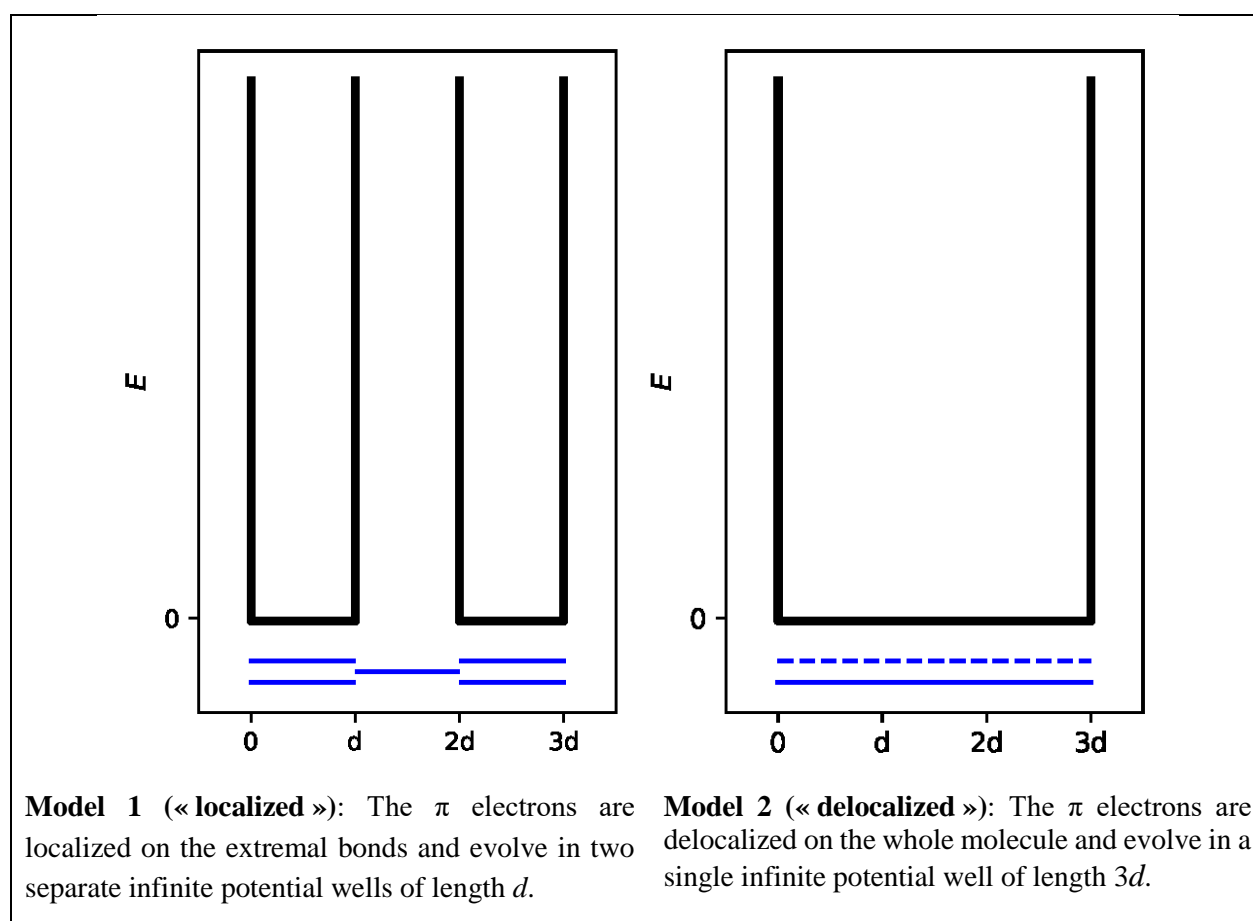 E
0
0 d 2d 3d
E
0
0 d 2d 3d
Model 1 (« localized »): The π electrons are
localized on the extremal bonds and evolve in two
separate infinite potential wells of length d.
Model 2 (« delocalized »): The π electrons are
delocalized on the whole molecule and evolve in a
single infinite potential well of length 3d.